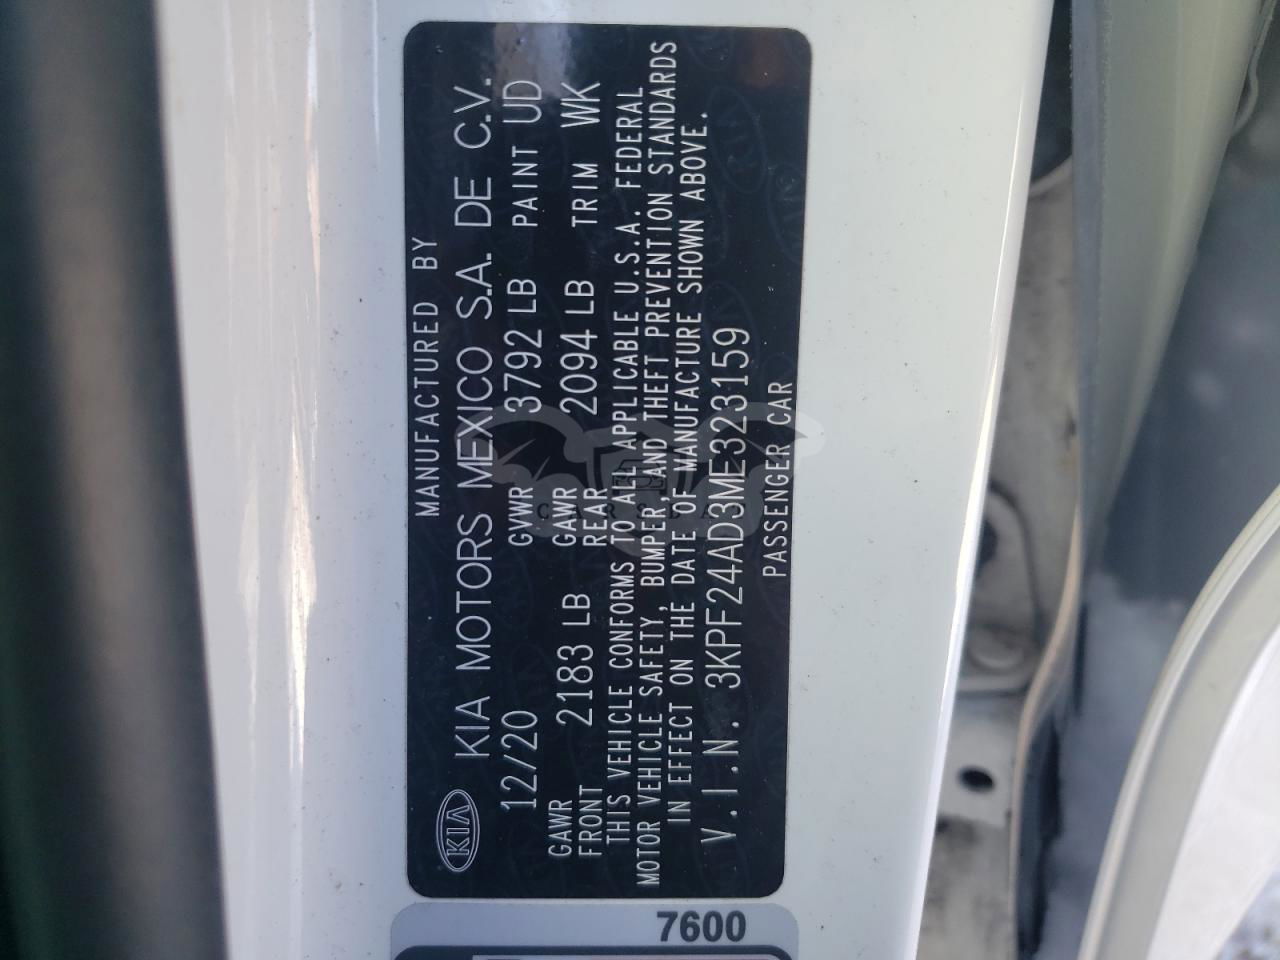 MANUFACTURED BY
KIA KIA MOTORS MEXICO S.A. DE C.V.
12/20 GVWR 3792 LB PAINT UD
GAWR FRONT 2183 LB GAWR REAR 2094 LB TRIM WK
THIS VEHICLE CONFORMS TO ALL APPLICABLE U.S.A. FEDERAL
MOTOR VEHICLE SAFETY, BUMPER, AND THEFT PREVENTION STANDARDS
IN EFFECT ON THE DATE OF MANUFACTURE SHOWN ABOVE.
V.I.N. 3KPF24AD3ME323159
PASSENGER CAR
7600